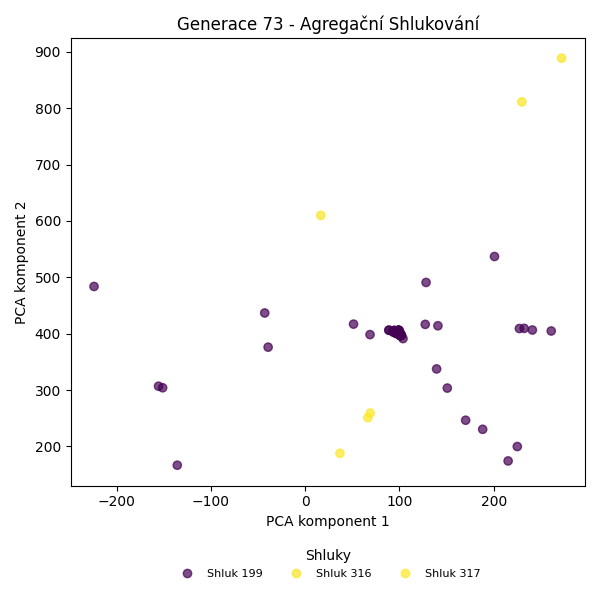 Generace 73 - Agregační Shlukování
900
800
700
600
500
400
300
200
PCA komponent 2
−200 −100 0 100 200
PCA komponent 1
Shluky
Shluk 199 Shluk 316 Shluk 317